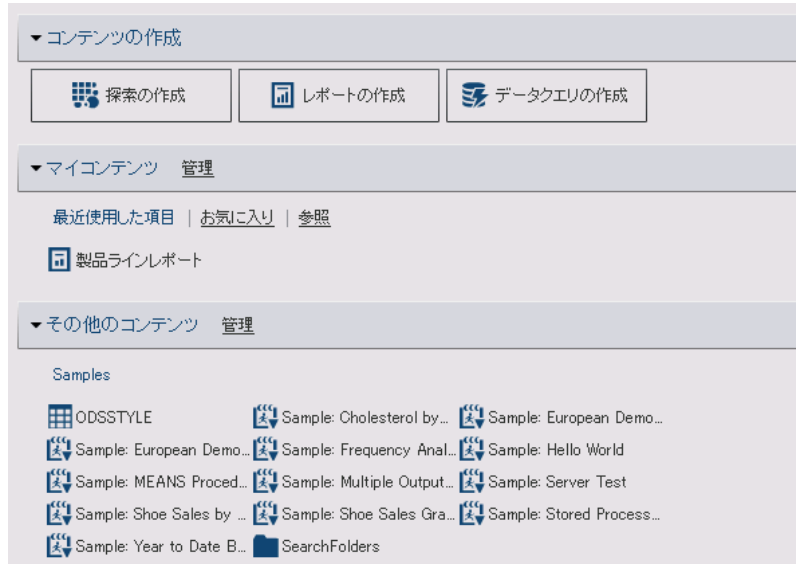 コンテンツの作成
探索の作成 レポートの作成 データクエリの作成
マイコンテンツ 管理
最近使用した項目 | お気に入り | 参照
製品ラインレポート
その他のコンテンツ 管理
Samples
ODSSTYLE Sample: Cholesterol by... Sample: European Demo...
Sample: European Demo... Sample: Frequency Anal... Sample: Hello World
Sample: MEANS Proced... Sample: Multiple Output... Sample: Server Test
Sample: Shoe Sales by ... Sample: Shoe Sales Gra... Sample: Stored Process...
Sample: Year to Date B... SearchFolders